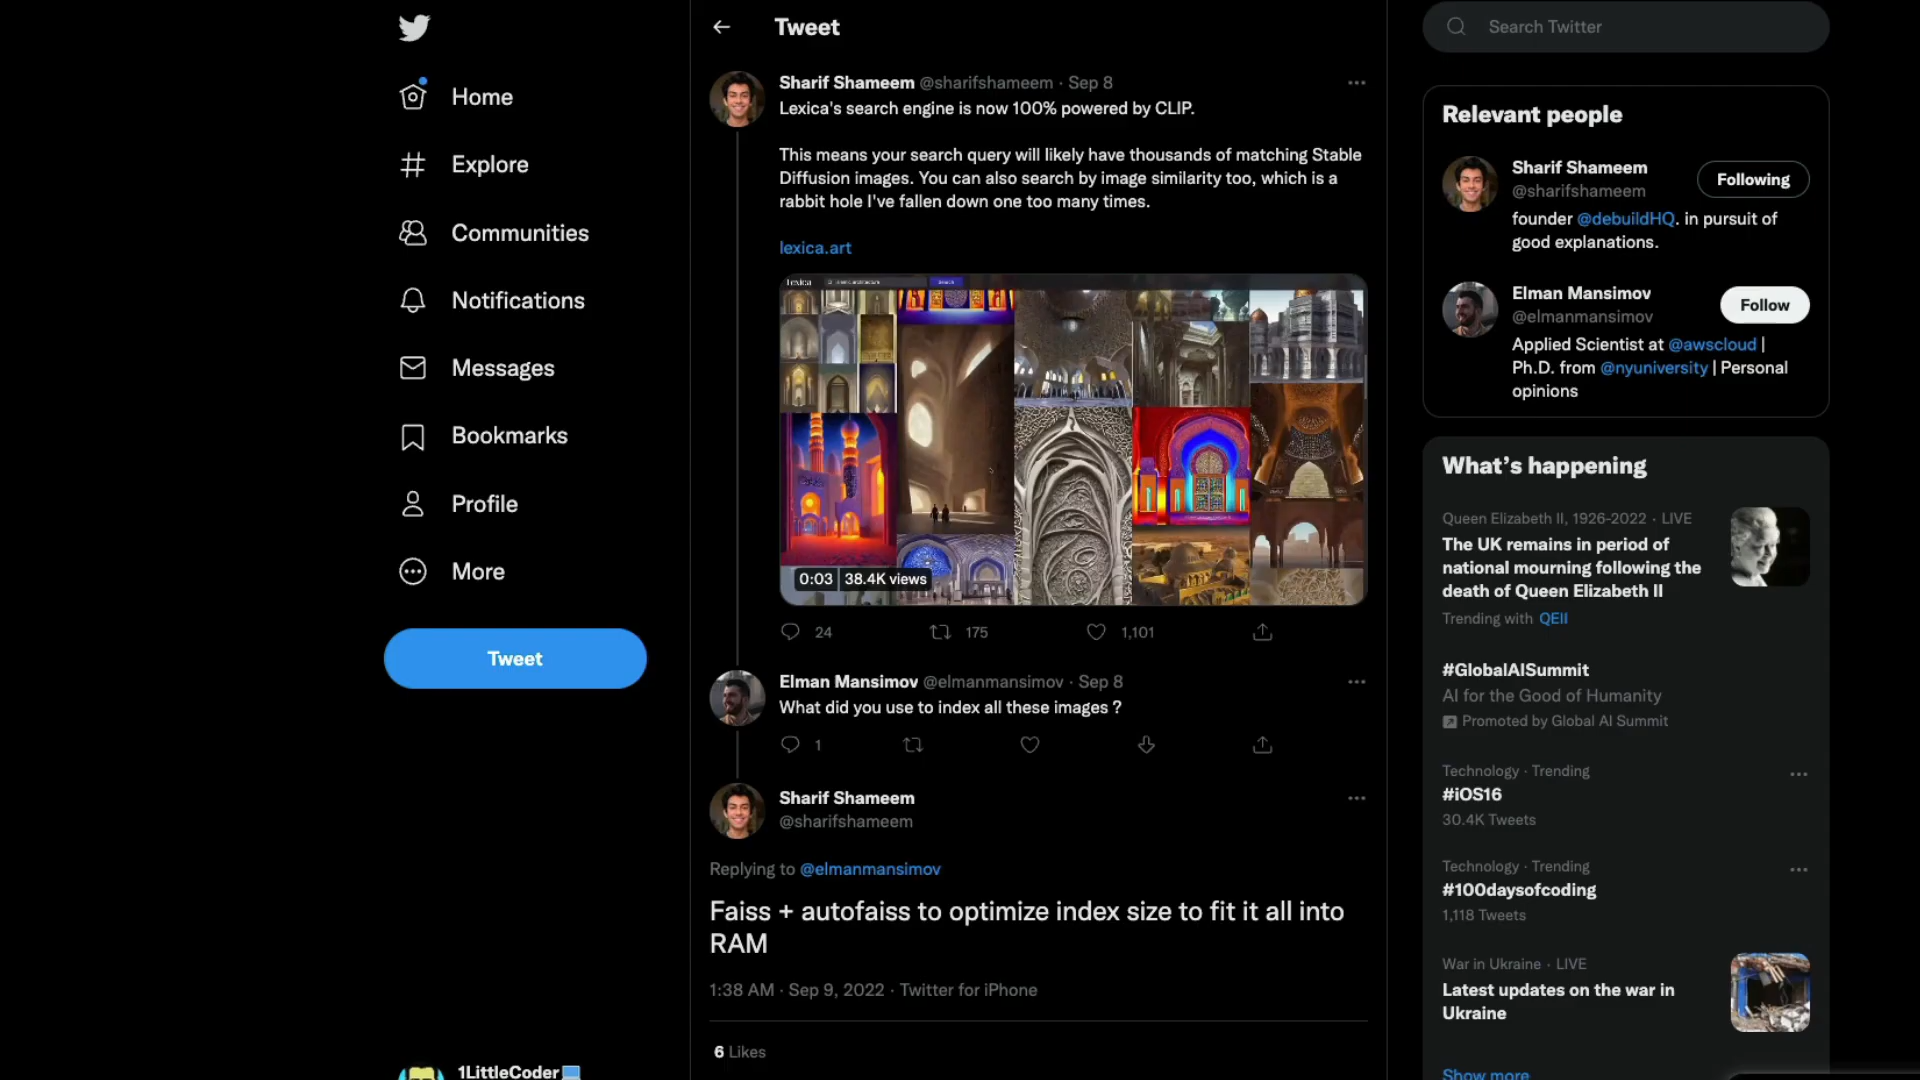 Home
Explore
Communities
Notifications
Messages
Bookmarks
Profile
More
Tweet
1LittleCoder
Tweet
Sharif Shameem @sharifshameem · Sep 8
Lexica's search engine is now 100% powered by CLIP.
This means your search query will likely have thousands of matching Stable
Diffusion images. You can also search by image similarity too, which is a
rabbit hole I've fallen down one too many times.
lexica.art
Lexica
Search
0:03 38.4K views
24 175 1,101
Elman Mansimov @elmanmansimov · Sep 8
What did you use to index all these images ?
1
Sharif Shameem
@sharifshameem
Replying to @elmanmansimov
Faiss + autofaiss to optimize index size to fit it all into
RAM
1:38 AM · Sep 9, 2022 · Twitter for iPhone
6 Likes
Search Twitter
Relevant people
Sharif Shameem
@sharifshameem
Following
founder @debuildHQ. in pursuit of
good explanations.
Elman Mansimov
@elmanmansimov
Follow
Applied Scientist at @awscloud |
Ph.D. from @nyuniversity | Personal
opinions
What's happening
Queen Elizabeth II, 1926-2022 · LIVE
The UK remains in period of
national mourning following the
death of Queen Elizabeth II
Trending with QEII
#GlobalAISummit
AI for the Good of Humanity
Promoted by Global AI Summit
Technology · Trending
#iOS16
30.4K Tweets
Technology · Trending
#100daysofcoding
1,118 Tweets
War in Ukraine · LIVE
Latest updates on the war in
Ukraine
Show more